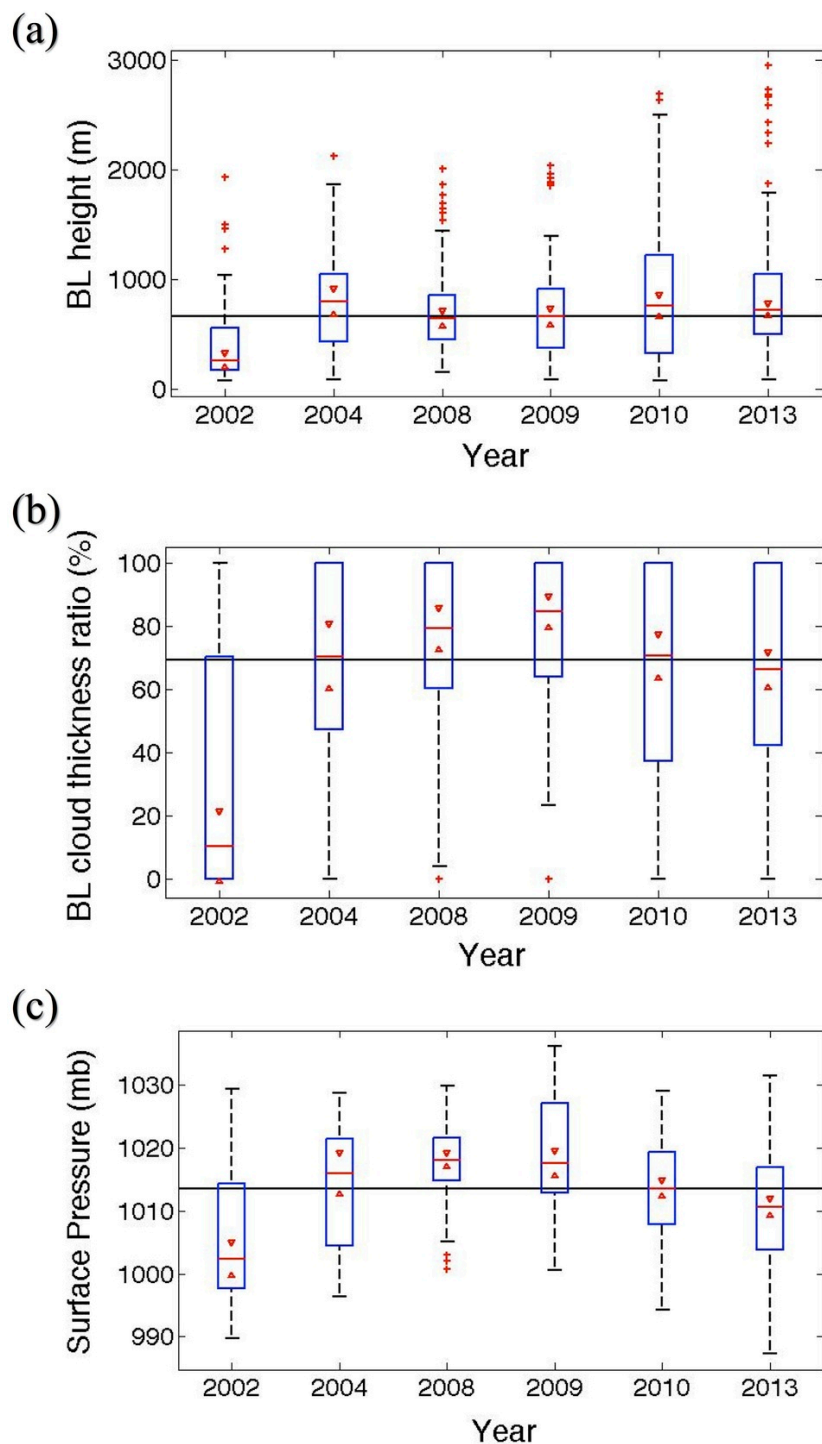 (a)
BL height (m)
3000
2000
1000
0
2002 2004 2008 2009 2010 2013
Year
(b)
BL cloud thickness ratio (%)
100
80
60
40
20
0
2002 2004 2008 2009 2010 2013
Year
(c)
Surface Pressure (mb)
1030
1020
1010
1000
990
2002 2004 2008 2009 2010 2013
Year